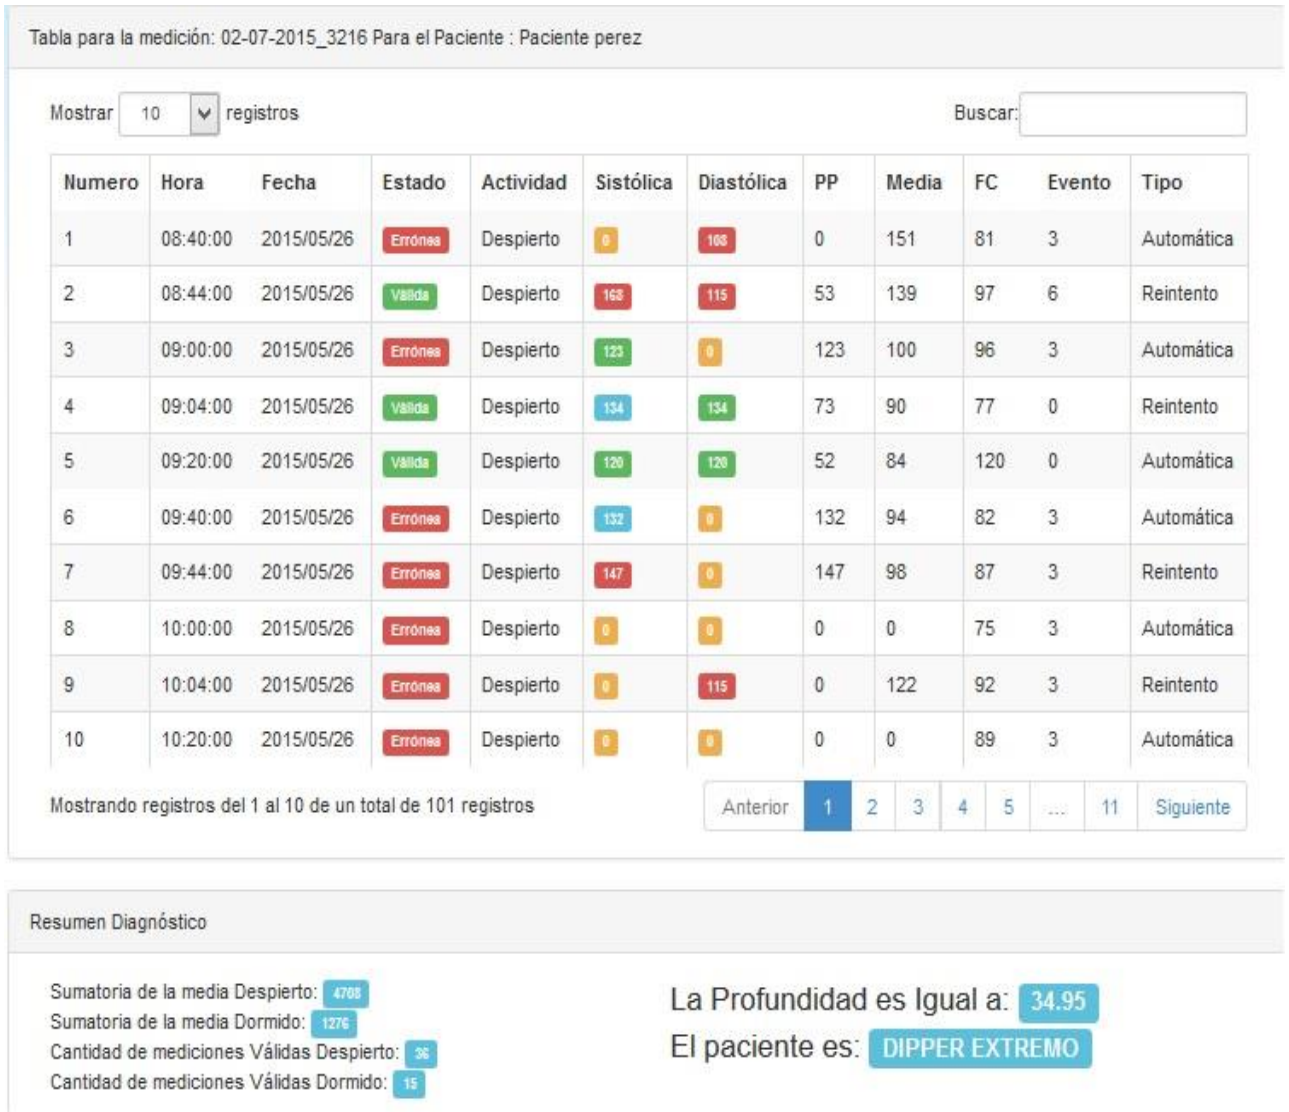 Tabla para la medición: 02-07-2015_3216 Para el Paciente : Paciente perez
Mostrar 10 registros Buscar:
Numero Hora Fecha Estado Actividad Sistólica Diastólica PP Media FC Evento Tipo
1 08:40:00 2015/05/26 Errónea Despierto 0 108 0 151 81 3 Automática
2 08:44:00 2015/05/26 Válida Despierto 168 115 53 139 97 6 Reintento
3 09:00:00 2015/05/26 Errónea Despierto 123 0 123 100 96 3 Automática
4 09:04:00 2015/05/26 Válida Despierto 134 134 73 90 77 0 Reintento
5 09:20:00 2015/05/26 Válida Despierto 120 120 52 84 120 0 Automática
6 09:40:00 2015/05/26 Errónea Despierto 132 0 132 94 82 3 Automática
7 09:44:00 2015/05/26 Errónea Despierto 147 0 147 98 87 3 Reintento
8 10:00:00 2015/05/26 Errónea Despierto 0 0 0 0 75 3 Automática
9 10:04:00 2015/05/26 Errónea Despierto 0 115 0 122 92 3 Reintento
10 10:20:00 2015/05/26 Errónea Despierto 0 0 0 0 89 3 Automática
Mostrando registros del 1 al 10 de un total de 101 registros Anterior 1 2 3 4 5 ... 11 Siguiente
Resumen Diagnóstico
Sumatoria de la media Despierto: 4708
Sumatoria de la media Dormido: 1276
Cantidad de mediciones Válidas Despierto: 36
Cantidad de mediciones Válidas Dormido: 15
La Profundidad es Igual a: 34.95
El paciente es: DIPPER EXTREMO